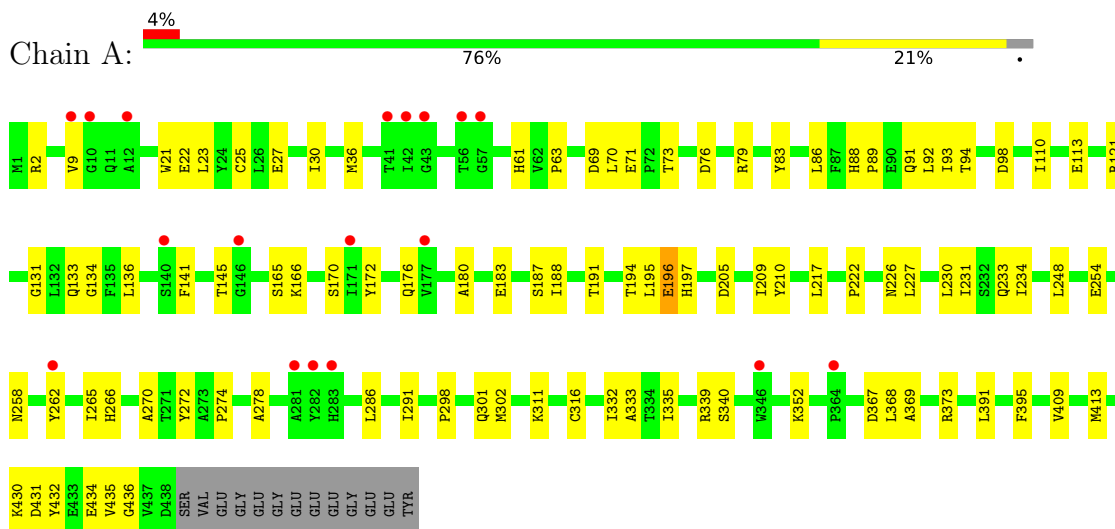 4%
Chain A:
76% 21% •
M1 R2 V9 G10 Q11 A12 W21 E22 L23 Y24 C25 L26 E27 I30 M36 T41 I42 G43 T56 G57 H61 V62 P63 D69 L70 E71 P72 T73 D76 R79 Y83 L86 F87 H88 P89 E90 Q91 L92 I93 T94 D98 I110 E113 R121
G131 L132 Q133 G134 F135 L136 S140 F141 T145 G146 S165 K166 S170 I171 Y172 Q176 V177 A180 E183 S187 I188 T191 T194 L195 E196 H197 D205 I209 Y210 L217 P222 N226 L227 L230 I231 S232 Q233 I234 L248 E254
N258 Y262 I265 H266 A270 T271 Y272 A273 P274 A278 A281 Y282 H283 L286 I291 P298 Q301 M302 K311 C316 I332 A333 T334 I335 R339 S340 W346 K352 P364 D367 L368 A369 R373 L391 F395 V409 M413
K430 D431 Y432 E433 E434 V435 G436 V437 D438 SER VAL GLU GLY GLU GLY GLU GLU GLU GLY GLU GLU TYR